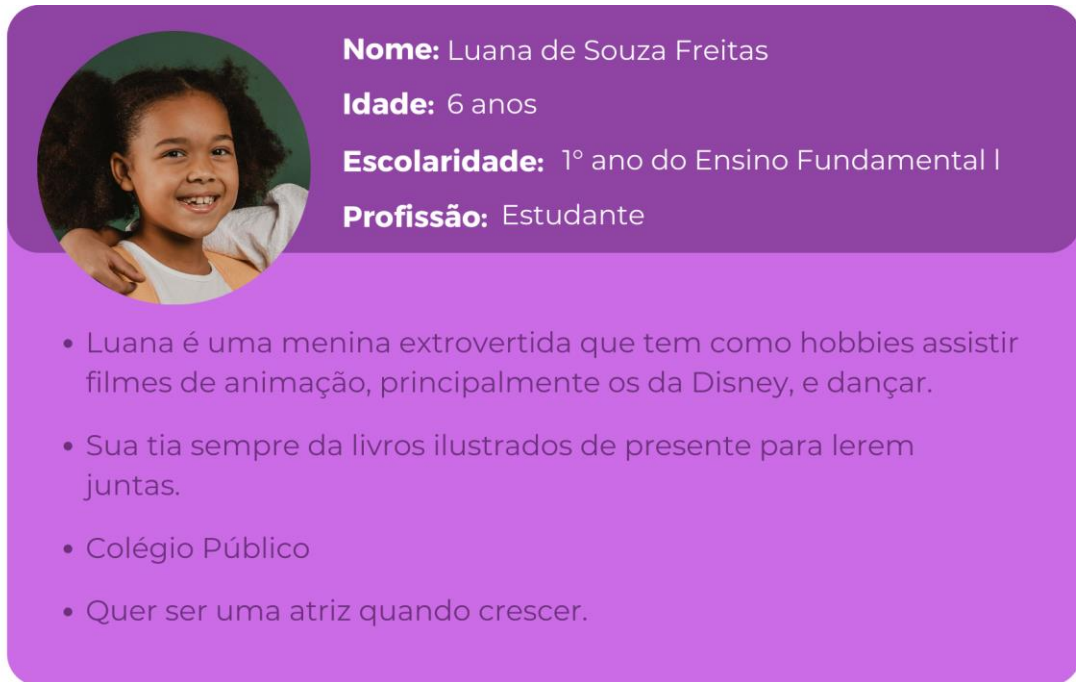 Nome: Luana de Souza Freitas
Idade: 6 anos
Escolaridade: 1° ano do Ensino Fundamental l
Profissão: Estudante
• Luana é uma menina extrovertida que tem como hobbies assistir
filmes de animação, principalmente os da Disney, e dançar.
• Sua tia sempre da livros ilustrados de presente para lerem
juntas.
• Colégio Público
• Quer ser uma atriz quando crescer.